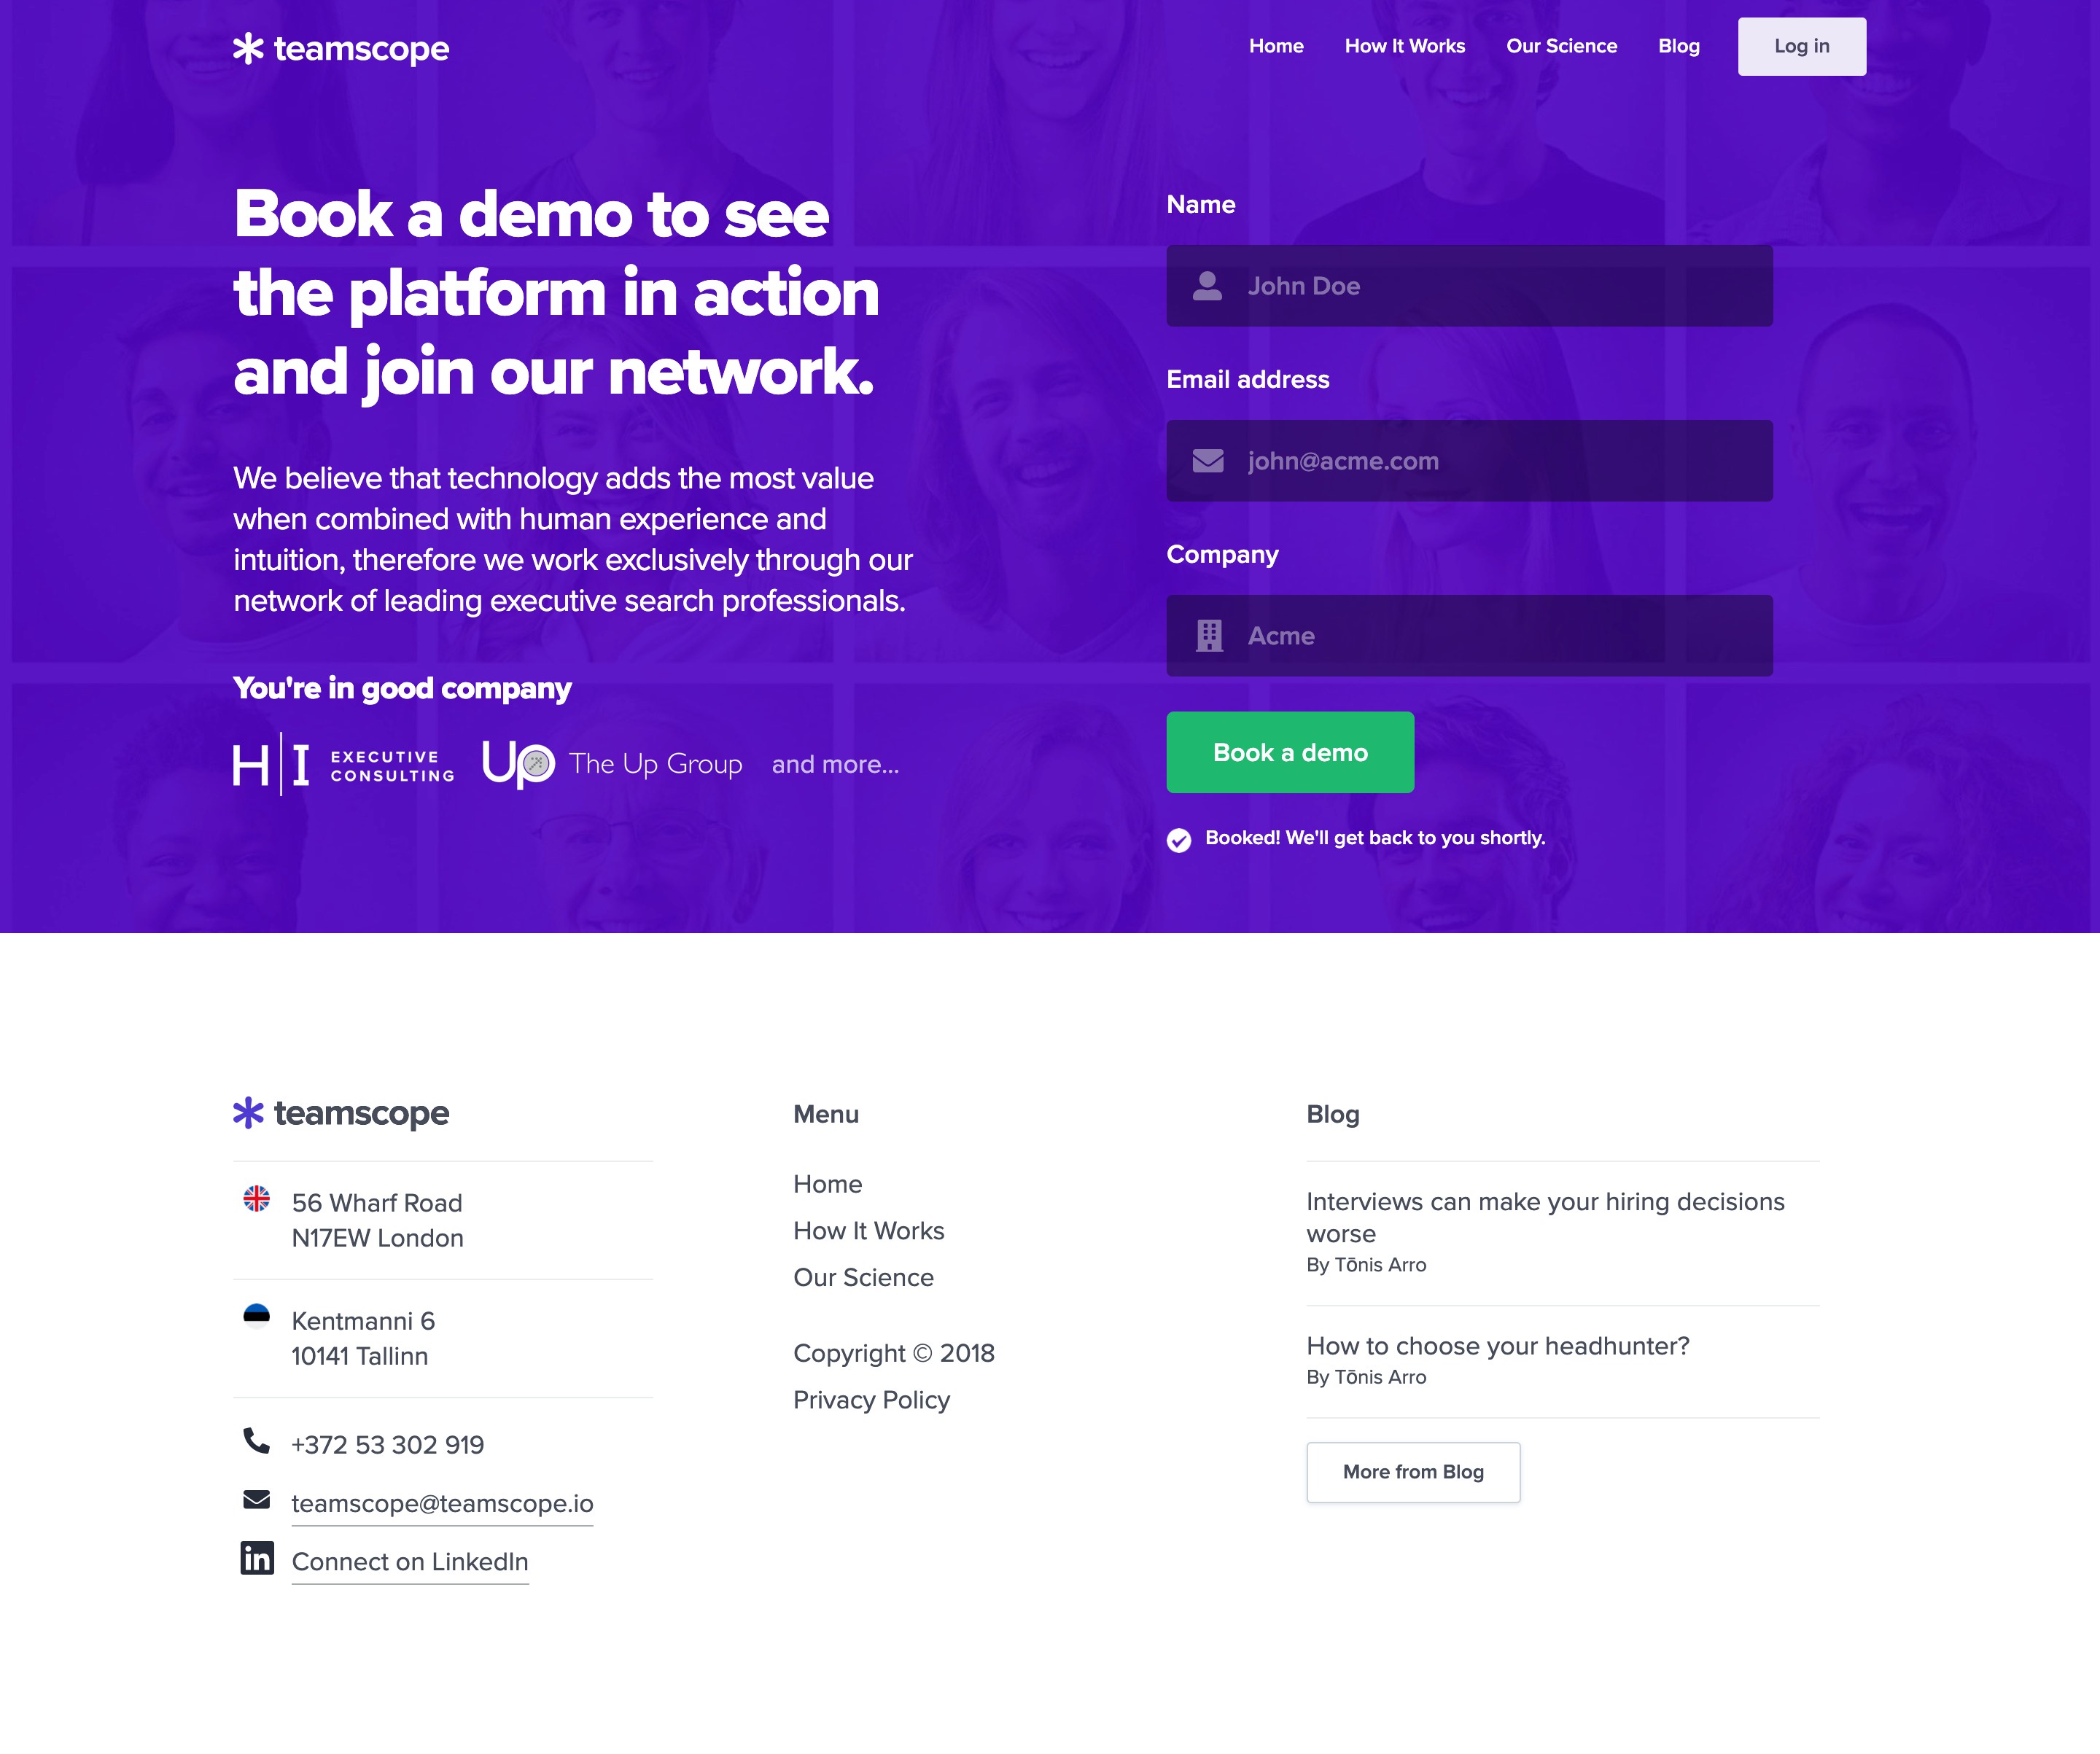 teamscope
Home
How It Works
Our Science
Blog
Log in
Book a demo to see
the platform in action
and join our network.
We believe that technology adds the most value
when combined with human experience and
intuition, therefore we work exclusively through our
network of leading executive search professionals.
You're in good company
H|I EXECUTIVE
CONSULTING
Up The Up Group
and more...
Name
John Doe
Email address
john@acme.com
Company
Acme
Book a demo
Booked! We'll get back to you shortly.
teamscope
56 Wharf Road
N17EW London
Kentmanni 6
10141 Tallinn
+372 53 302 919
teamscope@teamscope.io
Connect on LinkedIn
Menu
Home
How It Works
Our Science
Copyright © 2018
Privacy Policy
Blog
Interviews can make your hiring decisions
worse
By Tõnis Arro
How to choose your headhunter?
By Tõnis Arro
More from Blog